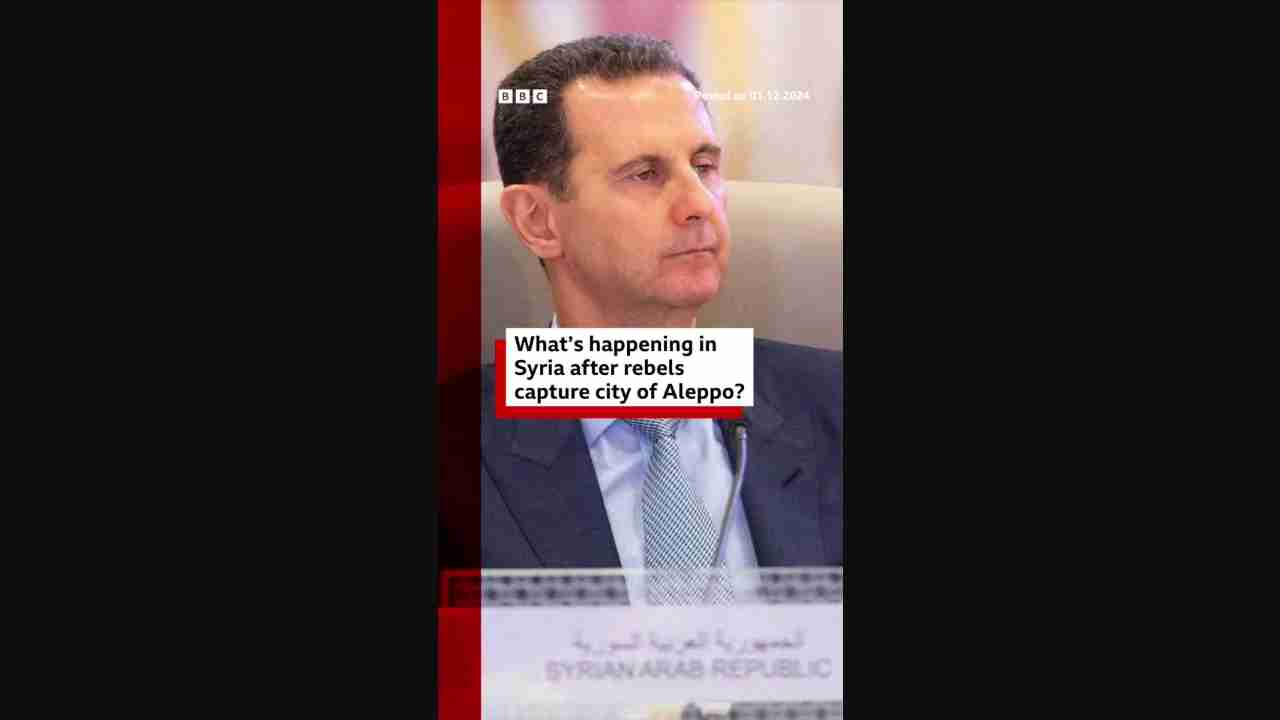 BBC
Posted on 01.12.2024
What's happening in
Syria after rebels
capture city of Aleppo?
الجمهورية العربية السورية
SYRIAN ARAB REPUBLIC